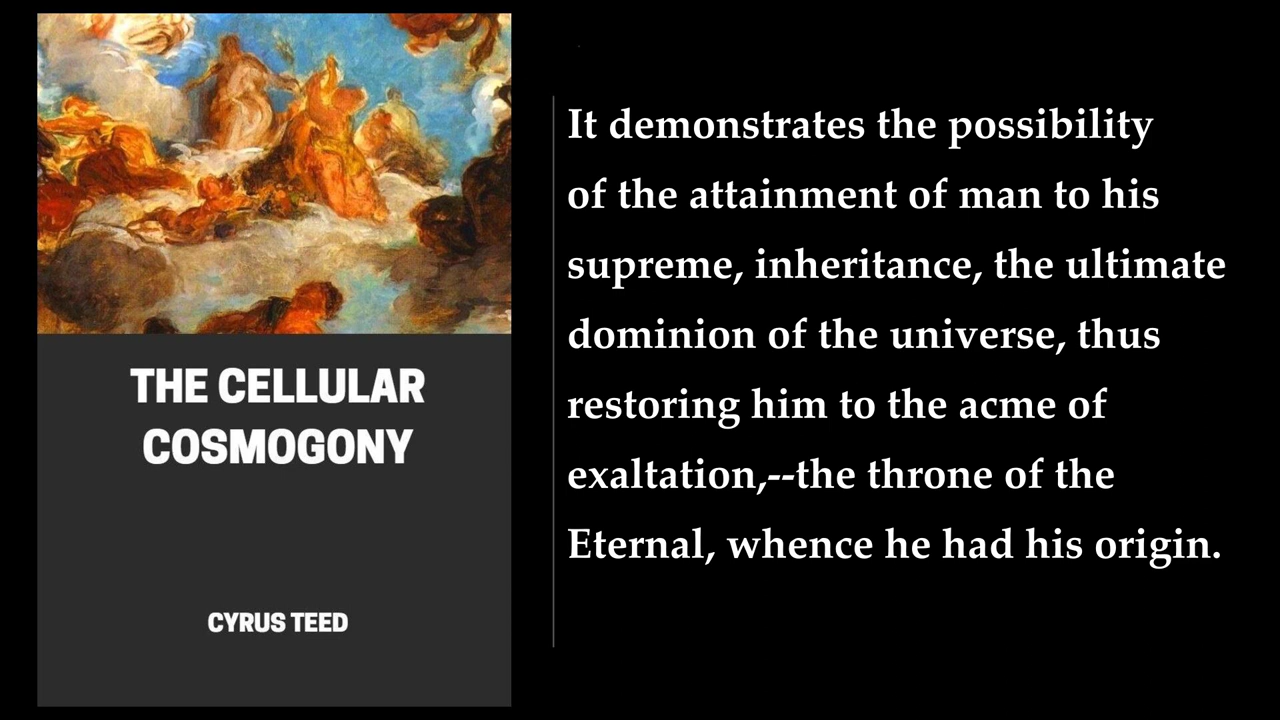 THE CELLULAR
COSMOGONY
CYRUS TEED
It demonstrates the possibility
of the attainment of man to his
supreme, inheritance, the ultimate
dominion of the universe, thus
restoring him to the acme of
exaltation,--the throne of the
Eternal, whence he had his origin.